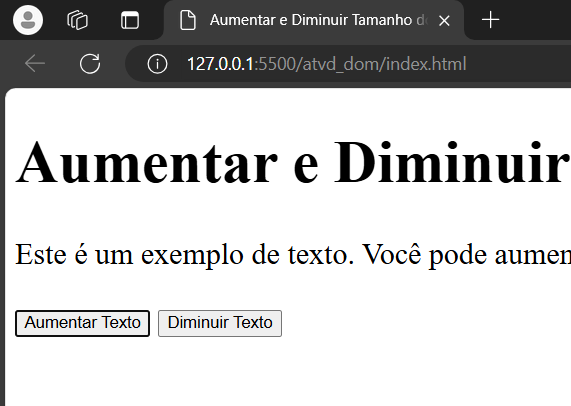 Aumentar e Diminuir Tamanho d
127.0.0.1:5500/atvd_dom/index.html
Aumentar e Diminuir
Este é um exemplo de texto. Você pode aumen
Aumentar Texto Diminuir Texto